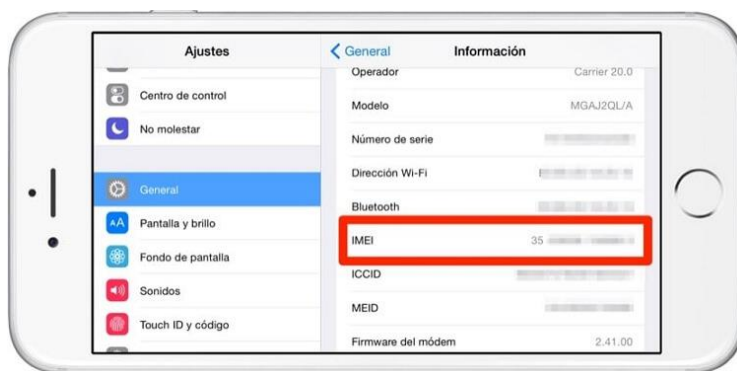 Ajustes
Centro de control
No molestar
General
Pantalla y brillo
Fondo de pantalla
Sonidos
Touch ID y código
General
Información
Operador Carrier 20.0
Modelo MGAJ2QL/A
Número de serie
Dirección Wi-Fi
Bluetooth
IMEI 35
ICCID
MEID
Firmware del módem 2.41.00